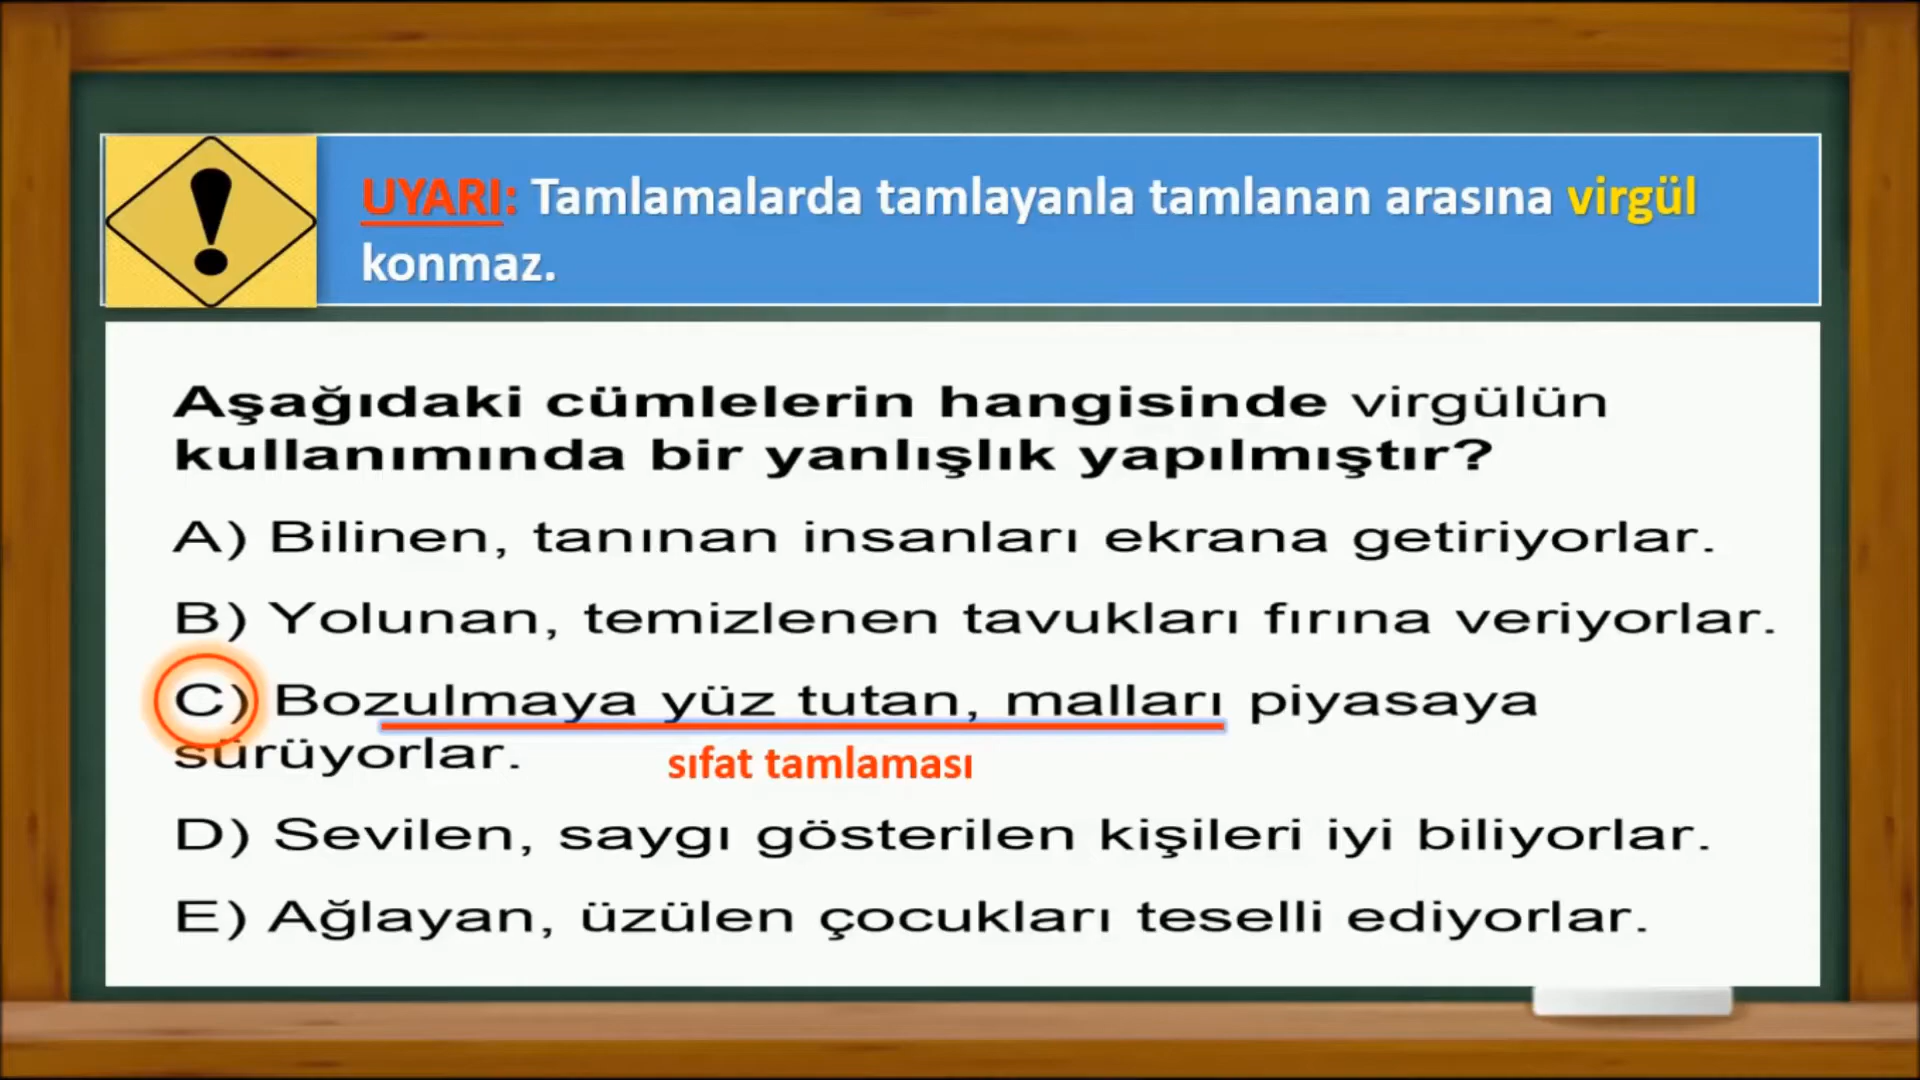 UYARI: Tamlamalarda tamlayanla tamlanan arasına virgül
konmaz.
Aşağıdaki cümlelerin hangisinde virgülün
kullanımında bir yanlışlık yapılmıştır?
A) Bilinen, tanınan insanları ekrana getiriyorlar.
B) Yolunan, temizlenen tavukları fırına veriyorlar.
C) Bozulmaya yüz tutan, malları piyasaya
sürüyorlar.
sıfat tamlaması
D) Sevilen, saygı gösterilen kişileri iyi biliyorlar.
E) Ağlayan, üzülen çocukları teselli ediyorlar.